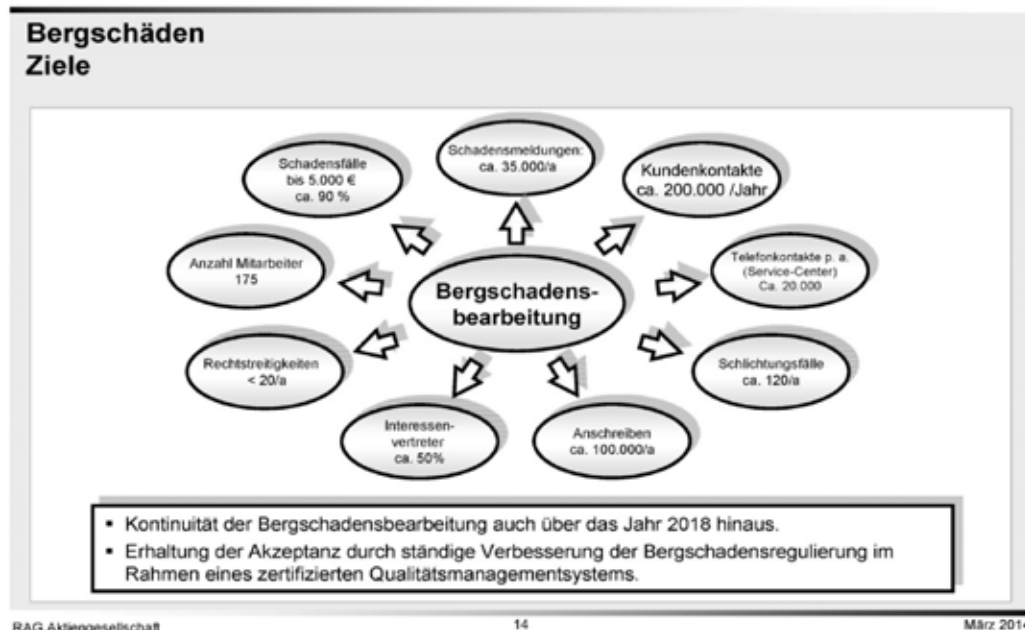 Bergschäden
Ziele
Schadensfälle
bis 5.000 €
ca. 90 %
Schadensmeldungen:
ca. 35.000/a
Kundenkontakte
ca. 200.000 /Jahr
Anzahl Mitarbeiter
175
Bergschadens-
bearbeitung
Telefonkontakte p. a.
(Service-Center)
Ca. 20.000
Rechtstreitigkeiten
< 20/a
Schlichtungsfälle
ca. 120/a
Interessen-
vertreter
ca. 50%
Anschreiben
ca. 100.000/a
▪ Kontinuität der Bergschadensbearbeitung auch über das Jahr 2018 hinaus.
▪ Erhaltung der Akzeptanz durch ständige Verbesserung der Bergschadensregulierung im
Rahmen eines zertifizierten Qualitätsmanagementsystems.
RAG Aktiengesellschaft
14
März 2014